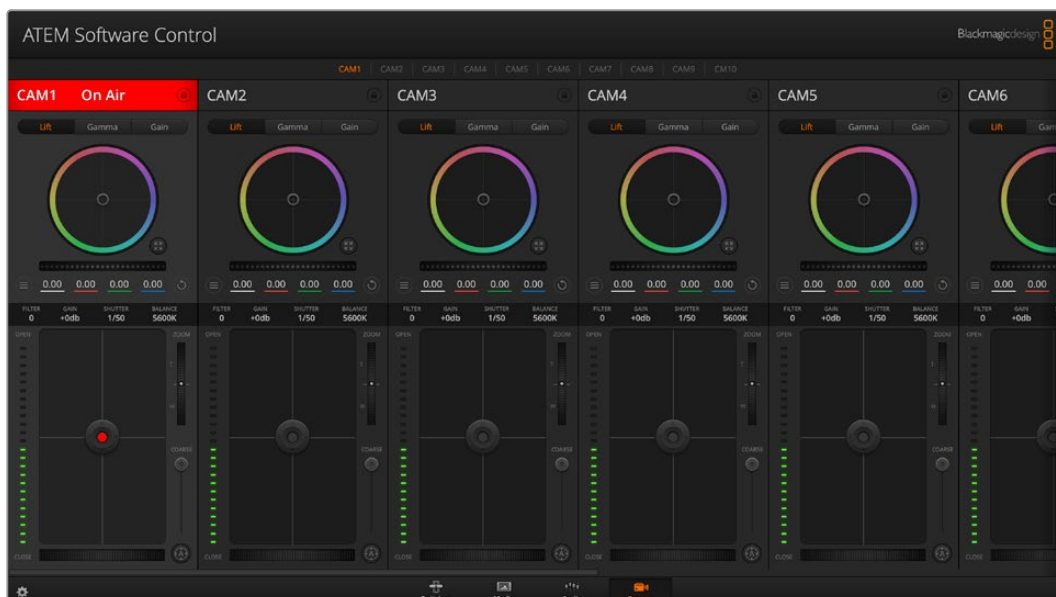 ATEM Software Control
Blackmagicdesign
CAM1 CAM2 CAM3 CAM4 CAM5 CAM6 CAM7 CAM8 CAM9 CM10
CAM1 On Air CAM2 CAM3 CAM4 CAM5 CAM6
Lift Gamma Gain Lift Gamma Gain Lift Gamma Gain Lift Gamma Gain Lift Gamma Gain Lift
0.00 0.00 0.00 0.00 0.00 0.00 0.00 0.00 0.00 0.00 0.00 0.00 0.00 0.00 0.00 0.00 0.00 0.00 0.00 0.00 0.00 0.00
FILTER GAIN SHUTTER BALANCE FILTER GAIN SHUTTER BALANCE FILTER GAIN SHUTTER BALANCE FILTER GAIN SHUTTER BALANCE FILTER GAIN SHUTTER BALANCE FILTER GAIN
0 +0db 1/50 5600K 0 +0db 1/50 5600K 0 +0db 1/50 5600K 0 +0db 1/50 5600K 0 +0db 1/50 5600K 0 +0db
OPEN ZOOM OPEN ZOOM OPEN ZOOM OPEN ZOOM OPEN ZOOM OPEN
T T T T T
W W W W W
COARSE COARSE COARSE COARSE COARSE
CLOSE CLOSE CLOSE CLOSE CLOSE CLOSE